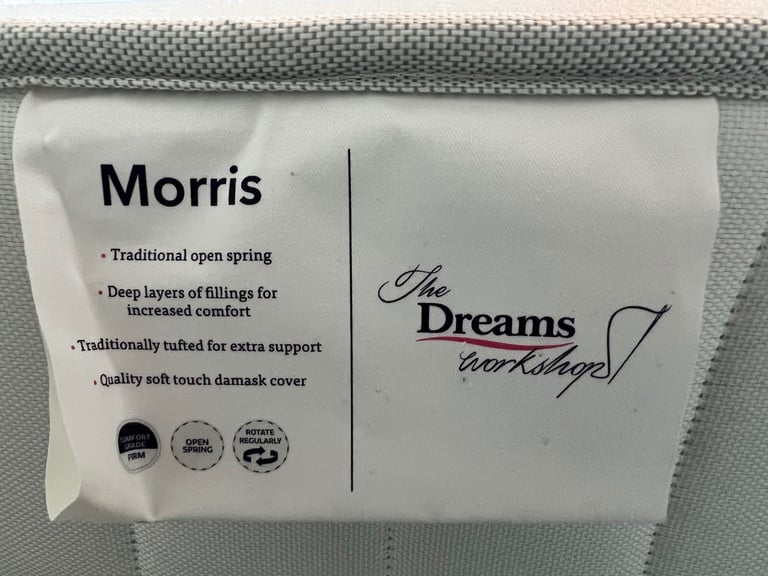 Morris
• Traditional open spring
• Deep layers of fillings for
increased comfort
• Traditionally tufted for extra support
• Quality soft touch damask cover
COMFORT
GRADE
FIRM
OPEN
SPRING
ROTATE
REGULARLY
The
Dreams
workshop